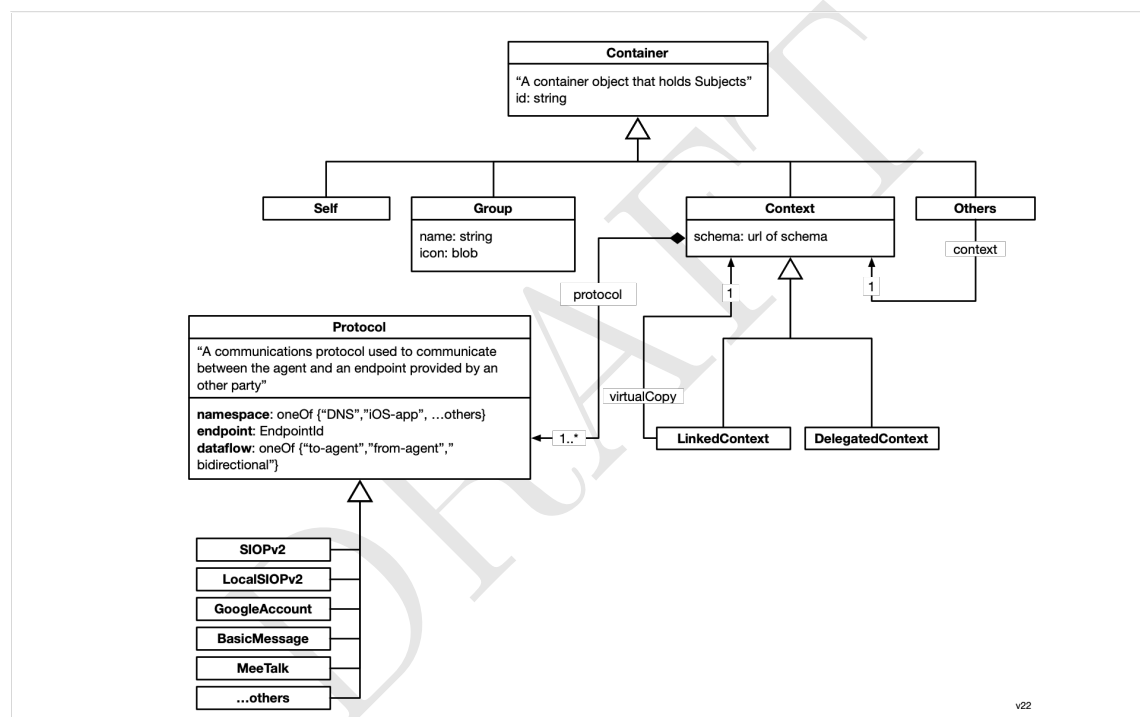 Container
“A container object that holds Subjects”
id: string
Self
Group
name: string
icon: blob
Context
schema: url of schema
Others
context
protocol
1
1
Protocol
“A communications protocol used to communicate
between the agent and an endpoint provided by an
other party”
namespace: oneOf {“DNS”,”iOS-app”, …others}
endpoint: EndpointId
dataflow: oneOf {“to-agent”,”from-agent”,”
bidirectional”}
virtualCopy
1..*
LinkedContext
DelegatedContext
SIOPv2
LocalSIOPv2
GoogleAccount
BasicMessage
MeeTalk
…others
v22
DRAFT